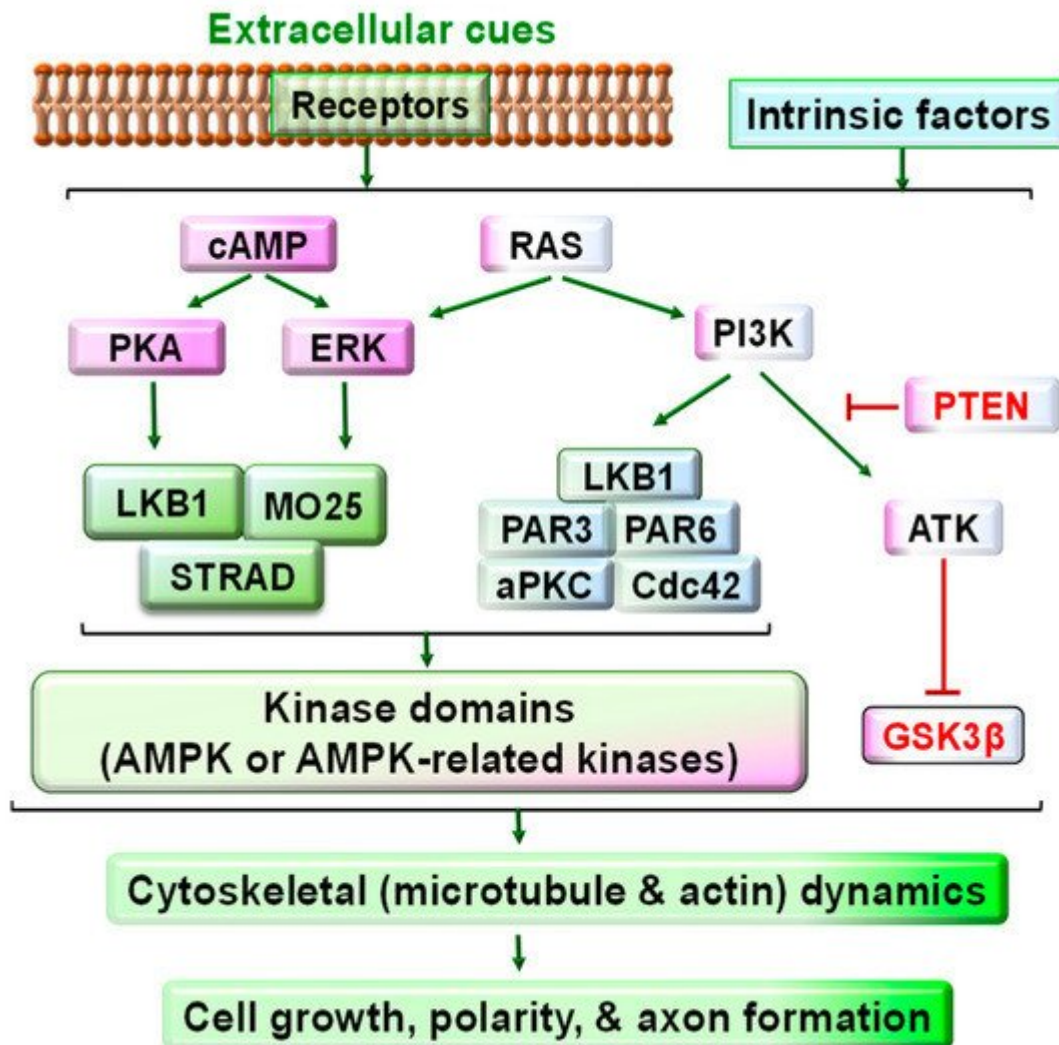 Extracellular cues
Receptors
Intrinsic factors
cAMP
RAS
PKA
ERK
PI3K
PTEN
LKB1
MO25
STRAD
LKB1
PAR3
PAR6
aPKC
Cdc42
ATK
Kinase domains
(AMPK or AMPK-related kinases)
GSK3β
Cytoskeletal (microtubule & actin) dynamics
Cell growth, polarity, & axon formation